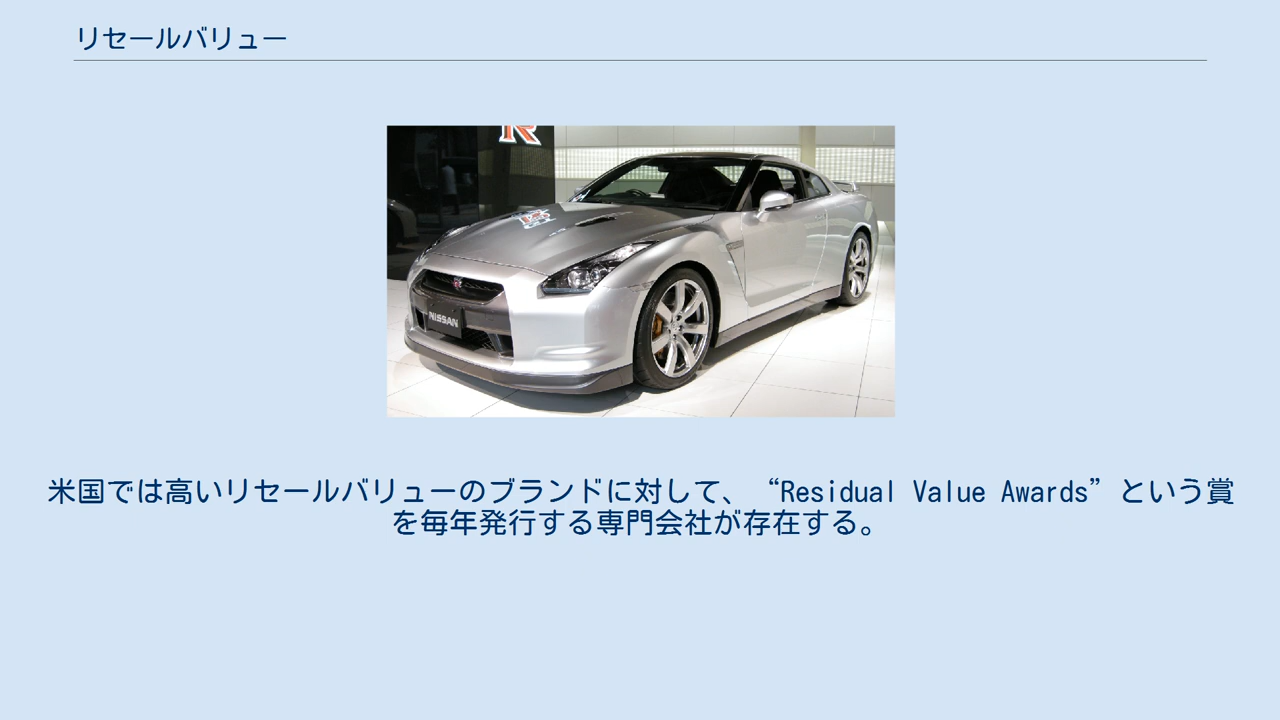 リセールバリュー
R
NISSAN
米国では高いリセールバリューのブランドに対して、“Residual Value Awards”という賞
を毎年発行する専門会社が存在する。